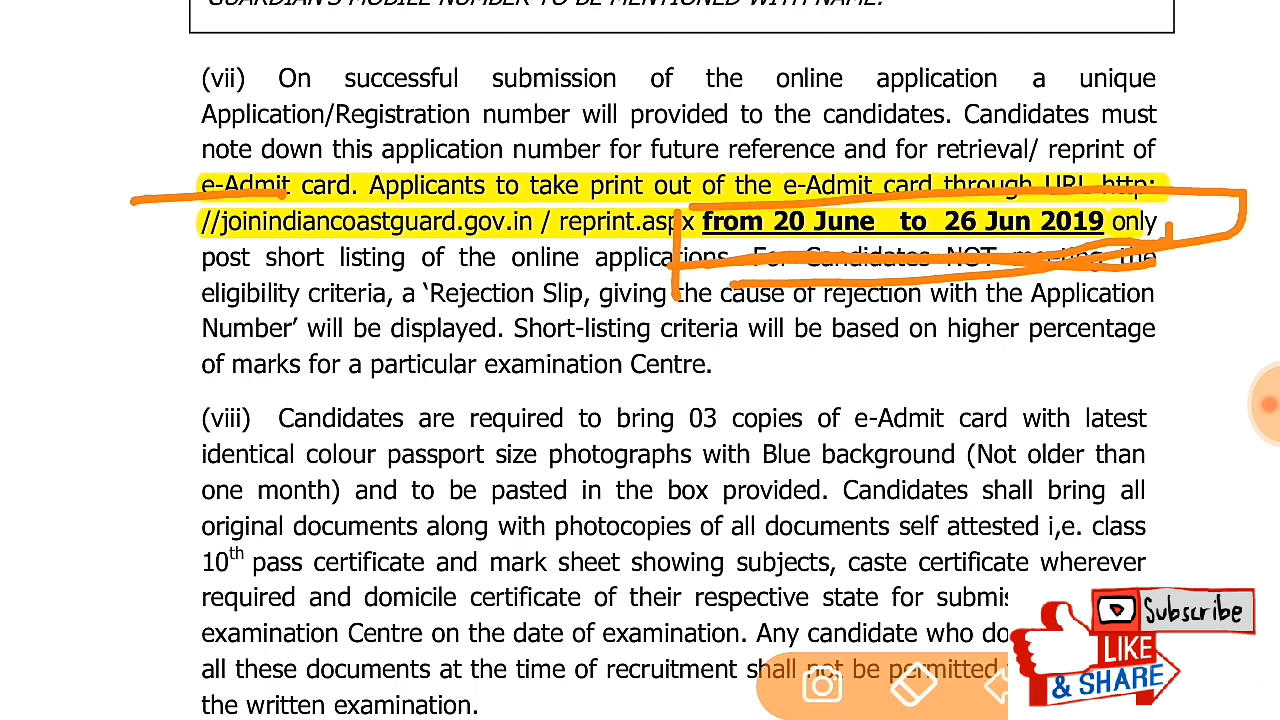 GUARDIAN'S MOBILE NUMBER TO BE MENTIONED WITH NAME.
(vii) On successful submission of the online application a unique
Application/Registration number will provided to the candidates. Candidates must
note down this application number for future reference and for retrieval/ reprint of
e-Admit card. Applicants to take print out of the e-Admit card through URL http:
//joinindiancoastguard.gov.in / reprint.aspx from 20 June to 26 Jun 2019 only
post short listing of the online applications. For Candidates NOT meeting the
eligibility criteria, a ‘Rejection Slip, giving the cause of rejection with the Application
Number’ will be displayed. Short-listing criteria will be based on higher percentage
of marks for a particular examination Centre.
(viii) Candidates are required to bring 03 copies of e-Admit card with latest
identical colour passport size photographs with Blue background (Not older than
one month) and to be pasted in the box provided. Candidates shall bring all
original documents along with photocopies of all documents self attested i,e. class
10th pass certificate and mark sheet showing subjects, caste certificate wherever
required and domicile certificate of their respective state for
examination Centre on the date of examination. Any candidate who
all these documents at the time of recruitment shall not be permitted
the written examination.
Subscribe
LIKE
& SHARE